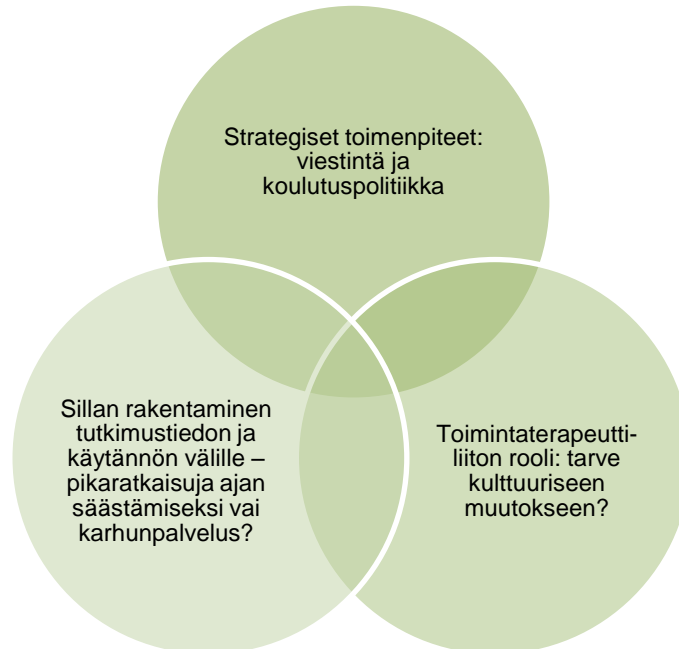 Strategiset toimenpiteet:
viestintä ja
koulutuspolitiikka
Sillan rakentaminen
tutkimustiedon ja
käytännön välille –
pikaratkaisuja ajan
säästämiseksi vai
karhunpalvelus?
Toimintaterapeutti-
liiton rooli: tarve
kulttuuriseen
muutokseen?